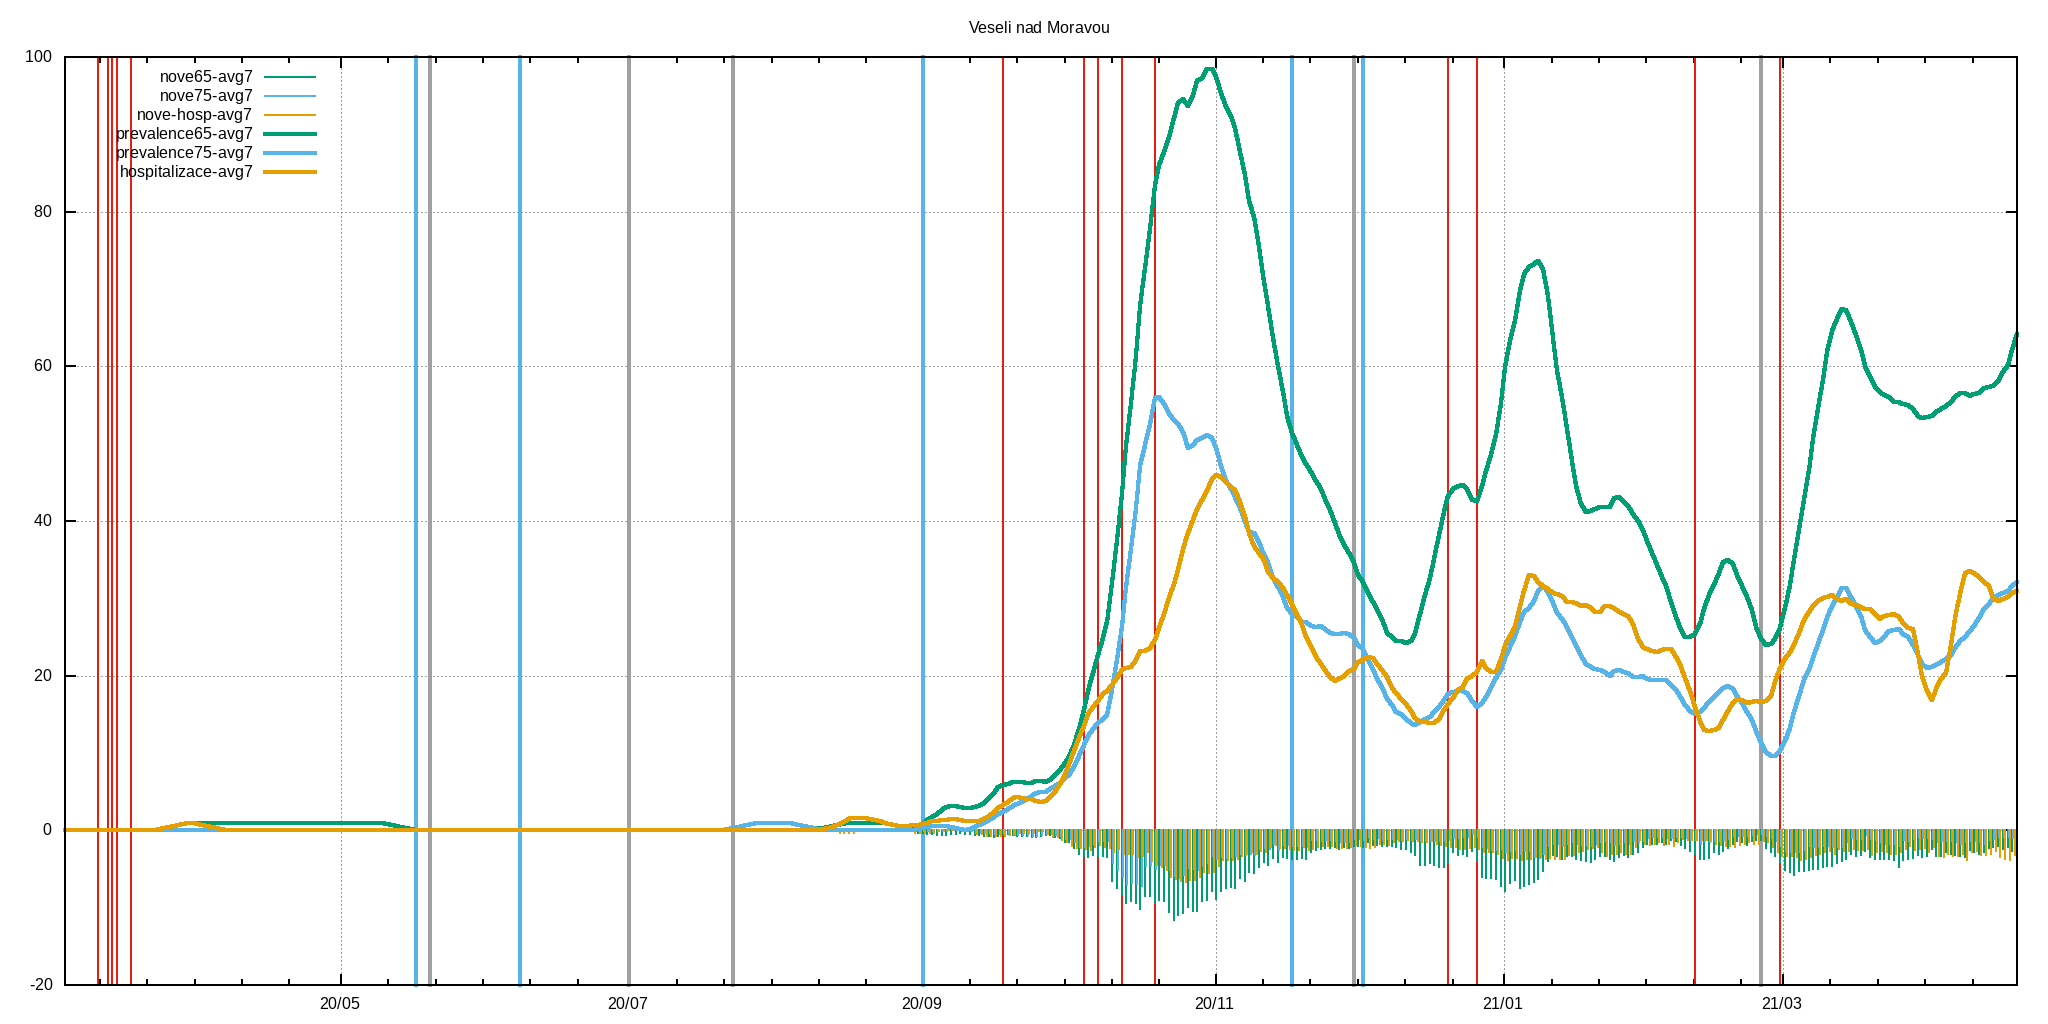 Veseli nad Moravou
100
80
60
40
20
0
-20
nove65-avg7
nove75-avg7
nove-hosp-avg7
prevalence65-avg7
prevalence75-avg7
hospitalizace-avg7
20/05
20/07
20/09
20/11
21/01
21/03